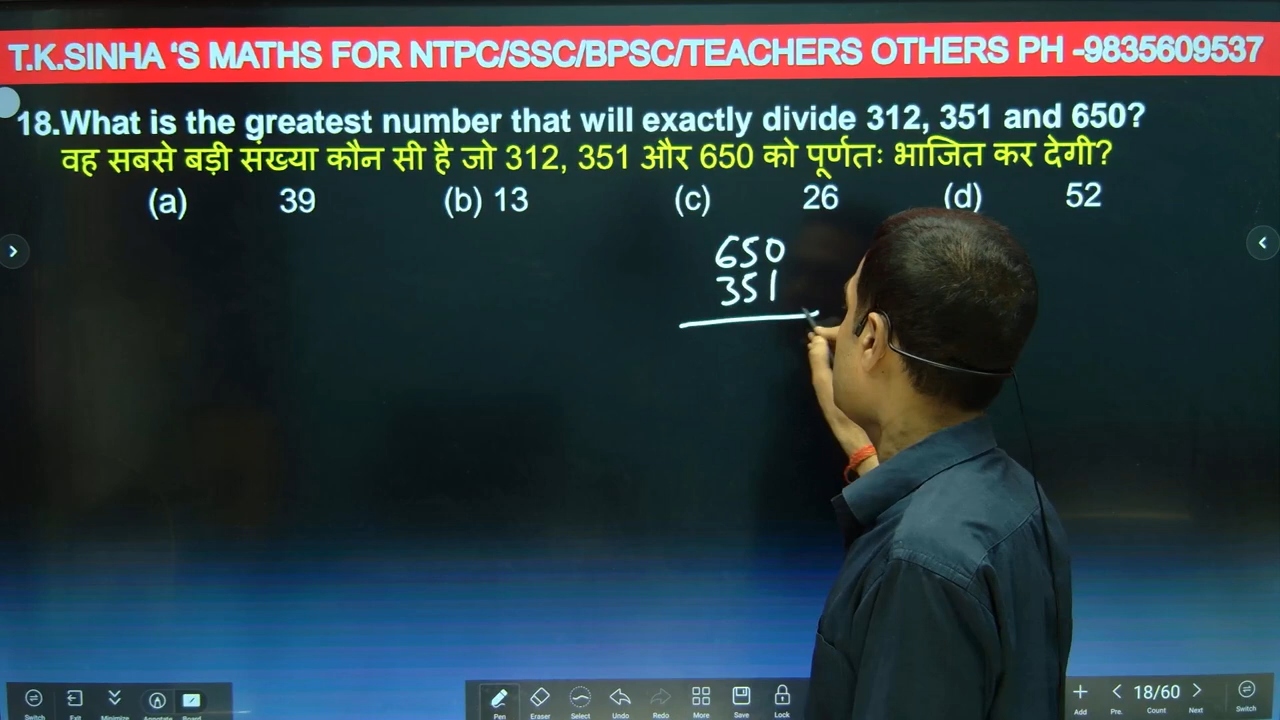 T.K.SINHA ‘S MATHS FOR NTPC/SSC/BPSC/TEACHERS OTHERS PH -9835609537
18.What is the greatest number that will exactly divide 312, 351 and 650?
वह सबसे बड़ी संख्या कौन सी है जो 312, 351 और 650 को पूर्णतः भाजित कर देगी?
(a) 39 (b) 13 (c) 26 (d) 52
650
351
Switch Exit Minimize Annotate Board Pen Eraser Select Undo Redo More Save Lock Add Pre. 18/60 Count Next Switch